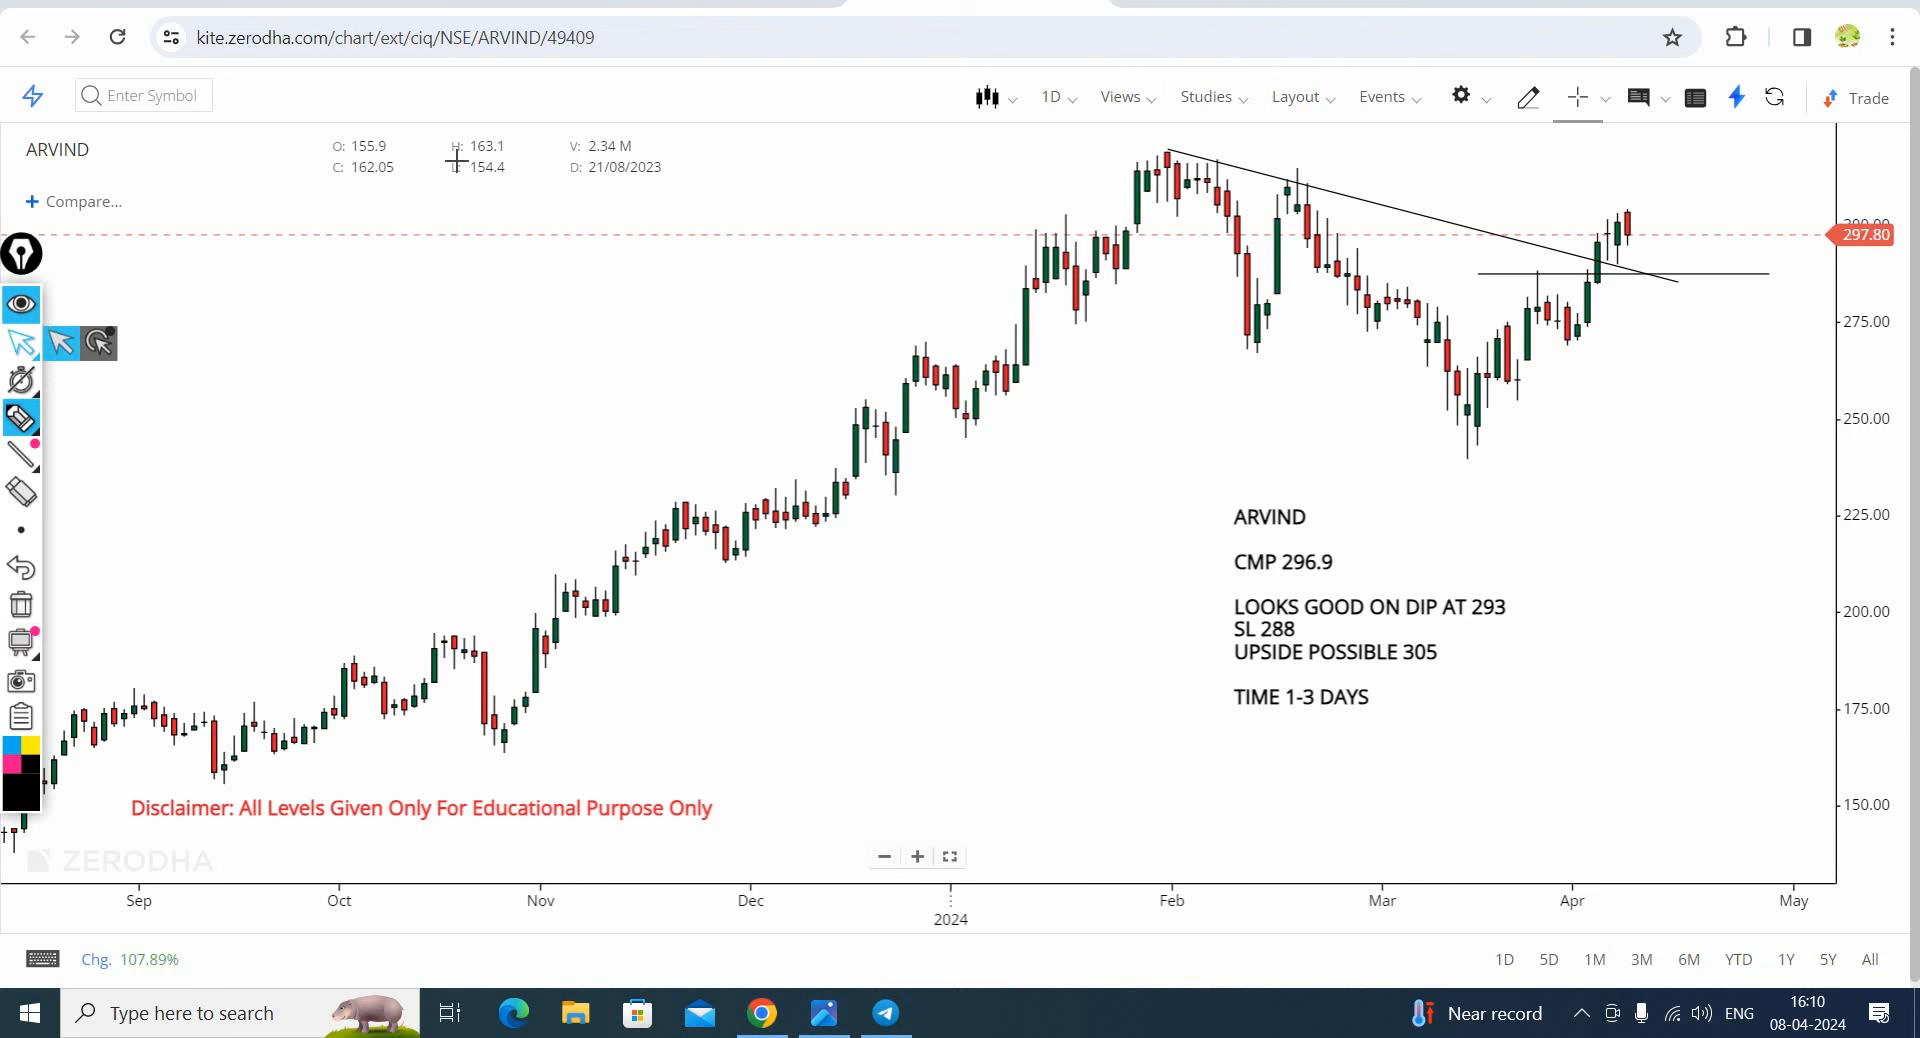 kite.zerodha.com/chart/ext/ciq/NSE/ARVIND/49409
Enter Symbol
1D
Views
Studies
Layout
Events
Trade
ARVIND
O: 155.9
H: 163.1
V: 2.34 M
C: 162.05
L: 154.4
D: 21/08/2023
+ Compare...
300.00
297.80
275.00
250.00
225.00
200.00
175.00
150.00
ARVIND
CMP 296.9
LOOKS GOOD ON DIP AT 293
SL 288
UPSIDE POSSIBLE 305
TIME 1-3 DAYS
Disclaimer: All Levels Given Only For Educational Purpose Only
ZERODHA
Sep
Oct
Nov
Dec
2024
Feb
Mar
Apr
May
Chg. 107.89%
1D
5D
1M
3M
6M
YTD
1Y
5Y
All
Type here to search
Near record
ENG
16:10
08-04-2024